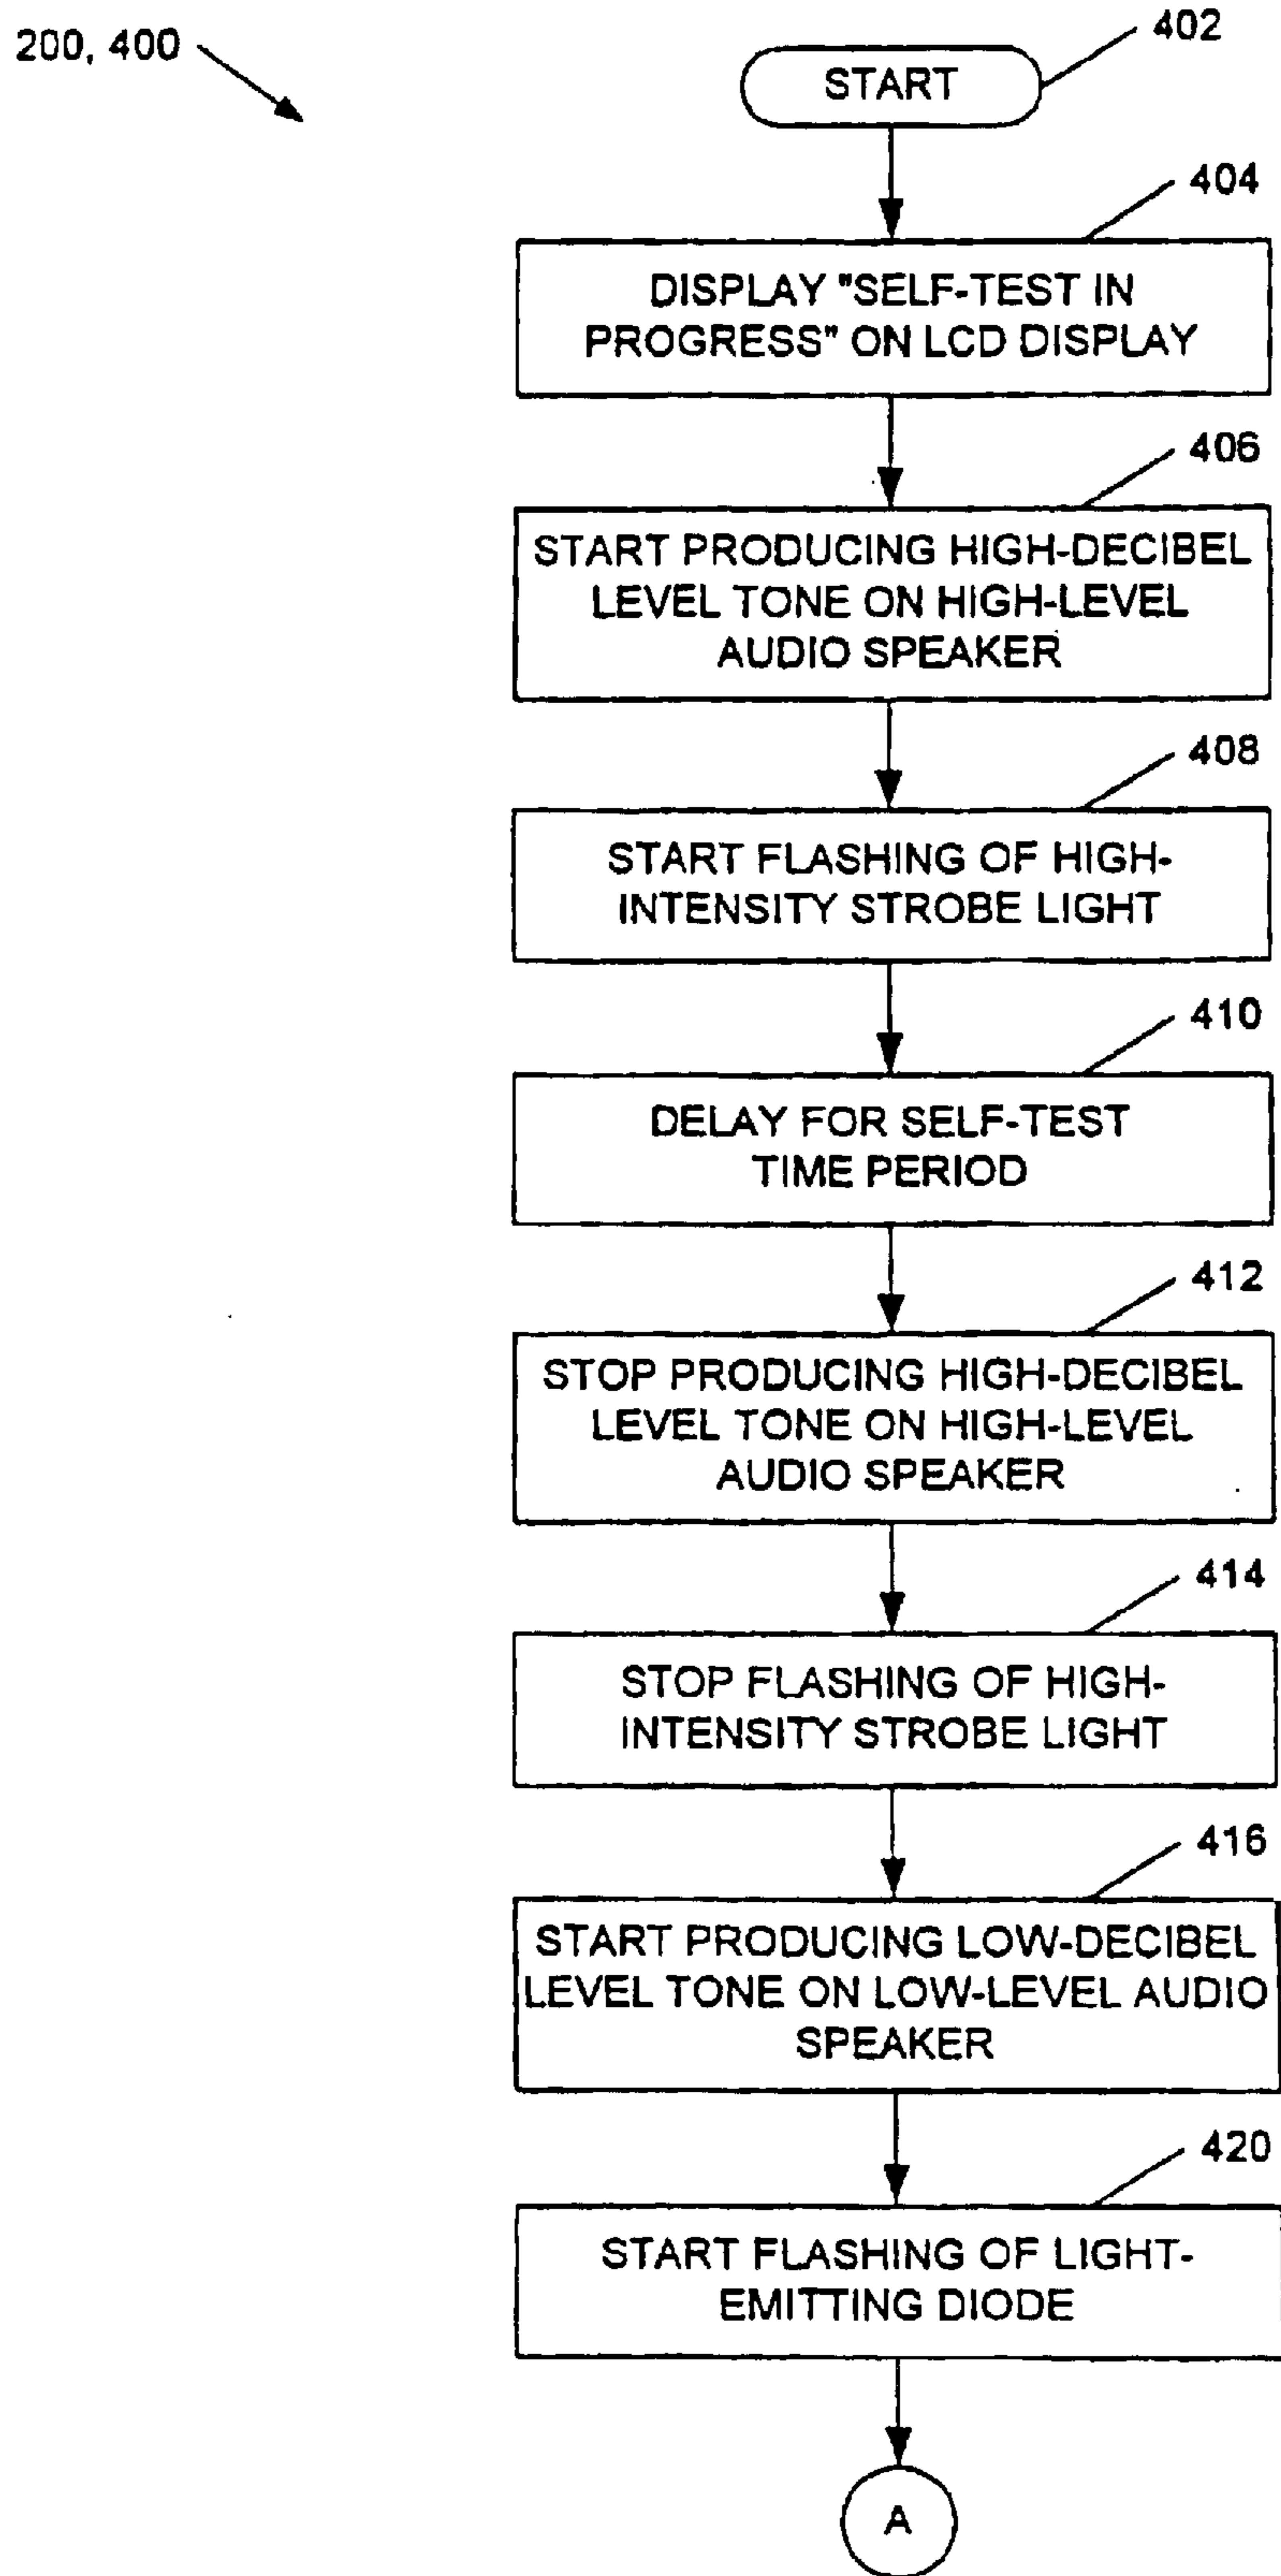 200, 400
402
START
404
DISPLAY "SELF-TEST IN
PROGRESS" ON LCD DISPLAY
406
START PRODUCING HIGH-DECIBEL
LEVEL TONE ON HIGH-LEVEL
AUDIO SPEAKER
408
START FLASHING OF HIGH-
INTENSITY STROBE LIGHT
410
DELAY FOR SELF-TEST
TIME PERIOD
412
STOP PRODUCING HIGH-DECIBEL
LEVEL TONE ON HIGH-LEVEL
AUDIO SPEAKER
414
STOP FLASHING OF HIGH-
INTENSITY STROBE LIGHT
416
START PRODUCING LOW-DECIBEL
LEVEL TONE ON LOW-LEVEL AUDIO
SPEAKER
420
START FLASHING OF LIGHT-
EMITTING DIODE
A